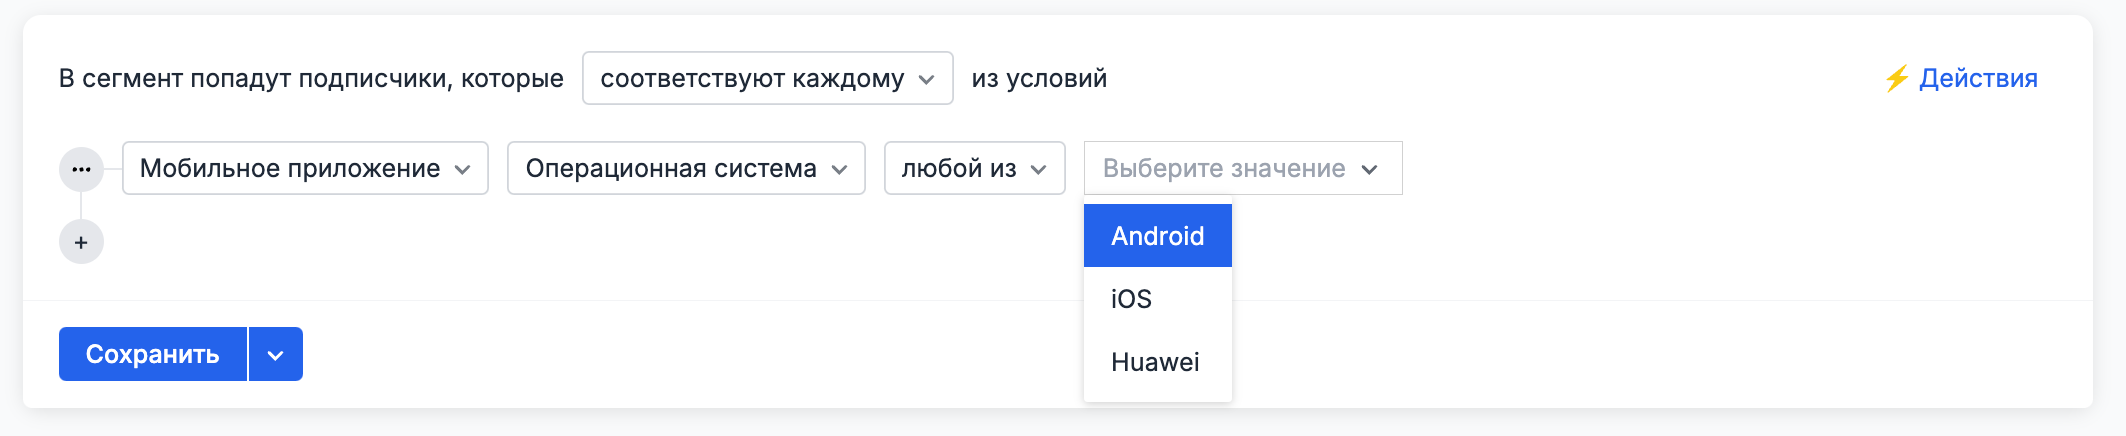 В сегмент попадут подписчики, которые соответствуют каждому из условий ⚡ Действия
Мобильное приложение Операционная система любой из Выберите значение
+
Android
iOS
Huawei
Сохранить